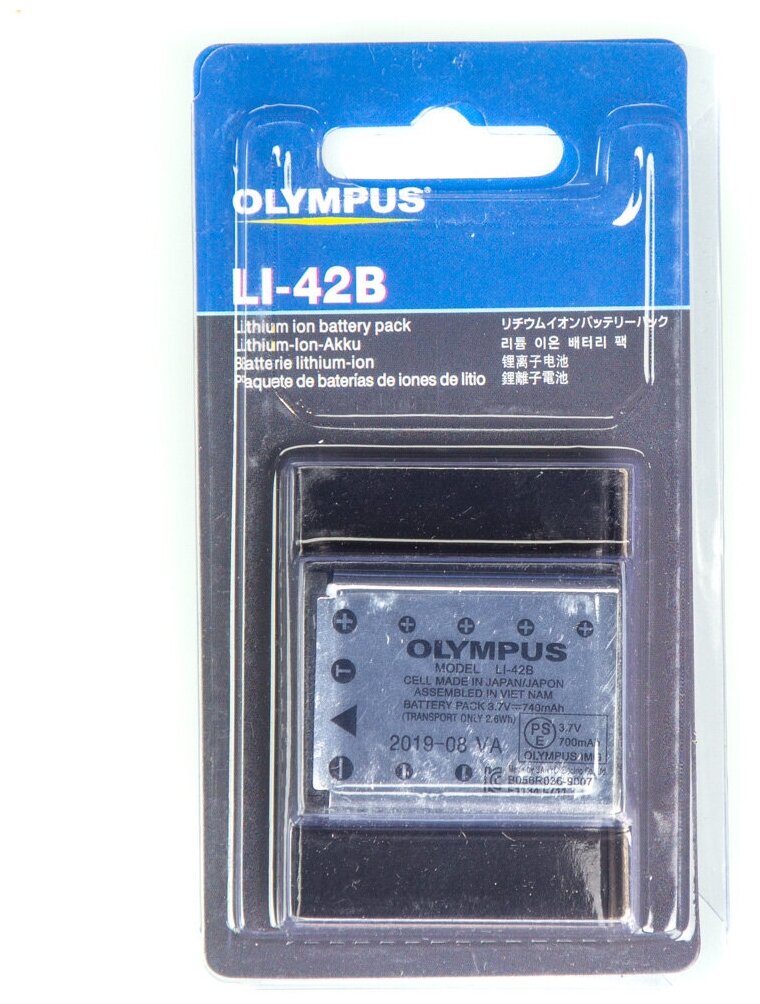 OLYMPUS®
LI-42B
Lithium ion battery pack
Lithium-Ion-Akku
Batterie lithium-ion
Paquete de baterías de iones de litio
リチウムイオンバッテリーパック
리튬 이온 배터리 팩
锂离子电池
鋰離子電池
OLYMPUS
MODEL LI-42B
CELL MADE IN JAPAN/JAPON
ASSEMBLED IN VIET NAM
BATTERY PACK 3.7V⎓740mAh
(TRANSPORT ONLY 2.6Wh)
2019-08 VA
PS
E
3.7V
700mAh
OLYMPUS IMG